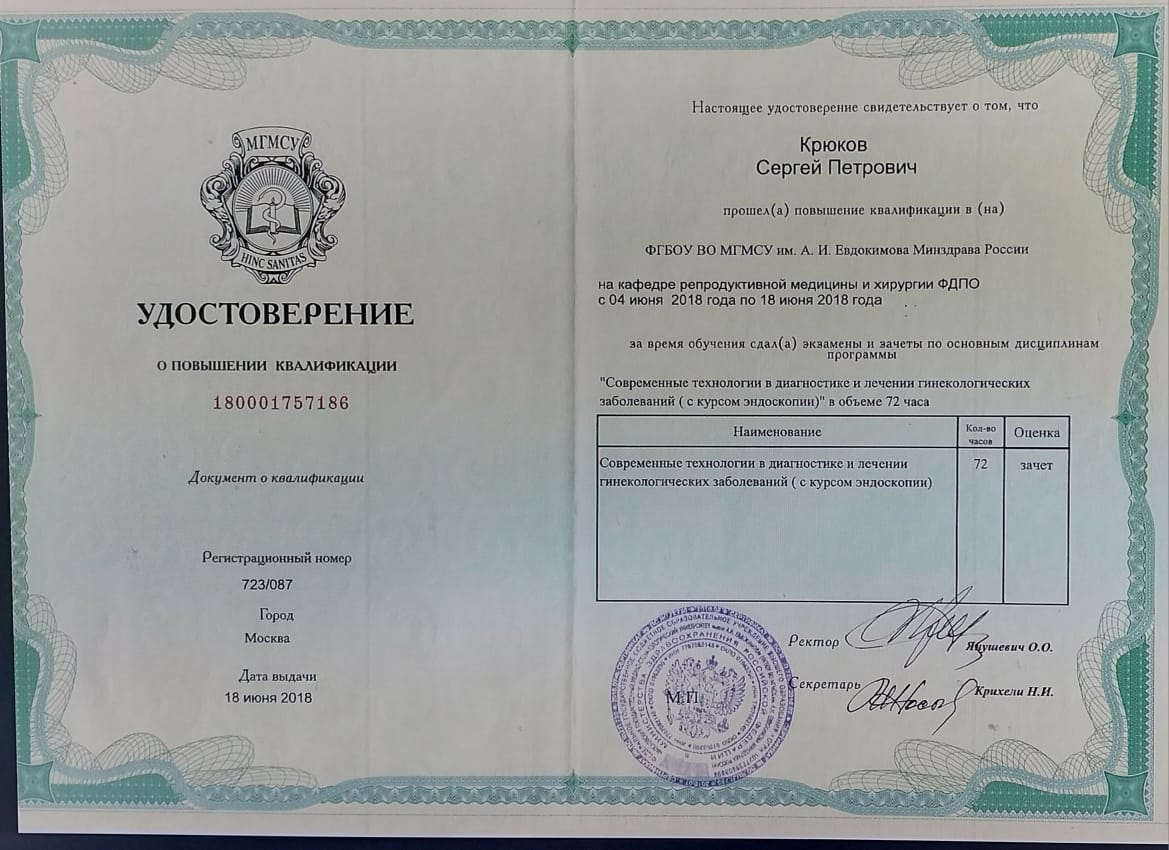 МГМСУ
HINC SANITAS
УДОСТОВЕРЕНИЕ
О ПОВЫШЕНИИ КВАЛИФИКАЦИИ
180001757186
Документ о квалификации
Регистрационный номер
723/087
Город
Москва
Дата выдачи
18 июня 2018
Настоящее удостоверение свидетельствует о том, что
Крюков
Сергей Петрович
прошел(а) повышение квалификации в (на)
ФГБОУ ВО МГМСУ им. А. И. Евдокимова Минздрава России
на кафедре репродуктивной медицины и хирургии ФДПО
с 04 июня 2018 года по 18 июня 2018 года
за время обучения сдал(а) экзамены и зачеты по основным дисциплинам
программы
"Современные технологии в диагностике и лечении гинекологических
заболеваний ( с курсом эндоскопии)" в объеме 72 часа
Наименование Кол-во часов Оценка
Современные технологии в диагностике и лечении 72 зачет
гинекологических заболеваний ( с курсом эндоскопии)
Ректор Янушевич О.О.
Секретарь Крихели Н.И.
М.П.
ЗДРАВООХРАНЕНИЯ РОССИЙСКОЙ ФЕДЕРАЦИИ